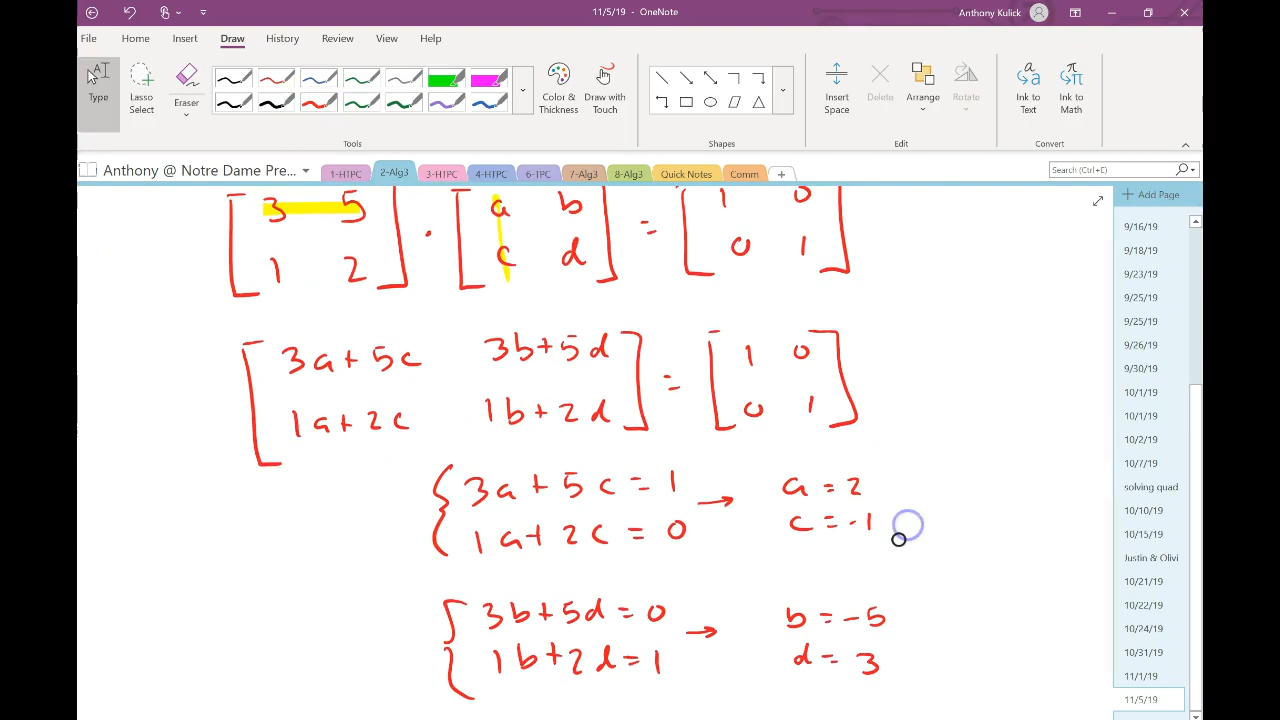 11/5/19 - OneNote
Anthony Kulick
File Home Insert Draw History Review View Help
Type
Lasso Select
Eraser
Color & Thickness
Draw with Touch
Insert Space
Delete
Arrange
Rotate
Ink to Text
Ink to Math
Tools
Shapes
Edit
Convert
Anthony @ Notre Dame Pre...
1-HTPC 2-Alg3 3-HTPC 4-HTPC 6-TPC 7-Alg3 8-Alg3 Quick Notes Comm +
Search (Ctrl+E)
[3 5] · [a b] = [1 0]
[1 2] [c d] [0 1]
[3a+5c 3b+5d] = [1 0]
[1a+2c 1b+2d] [0 1]
{3a+5c=1 → a=2
1a+2c=0 c=-1
{3b+5d=0 → b=-5
1b+2d=1 d=3
Add Page
9/16/19
9/18/19
9/23/19
9/25/19
9/25/19
9/26/19
9/30/19
10/1/19
10/1/19
10/2/19
10/7/19
solving quad
10/10/19
10/15/19
Justin & Olivi
10/21/19
10/22/19
10/24/19
10/31/19
11/1/19
11/5/19